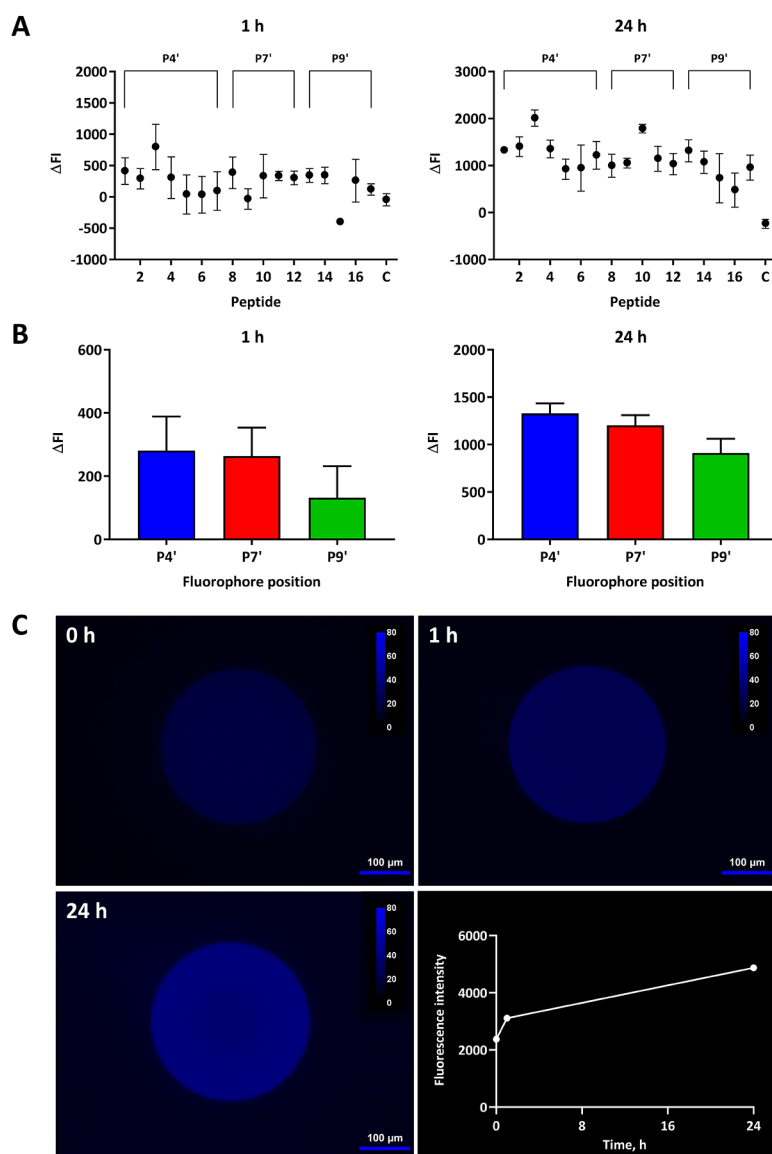 A
1 h
24 h
P4' P7' P9'
P4' P7' P9'
2000
1500
1000
500
0
-500
-1000
ΔFI
2 4 6 8 10 12 14 16 C
Peptide
3000
2000
1000
0
-1000
ΔFI
2 4 6 8 10 12 14 16 C
Peptide
B
1 h
24 h
600
400
200
0
ΔFI
P4' P7' P9'
Fluorophore position
2000
1500
1000
500
0
ΔFI
P4' P7' P9'
Fluorophore position
C
0 h
80
60
40
20
0
100 µm
1 h
80
60
40
20
0
100 µm
24 h
80
60
40
20
0
100 µm
6000
4000
2000
0
Fluorescence intensity
0 8 16 24
Time, h